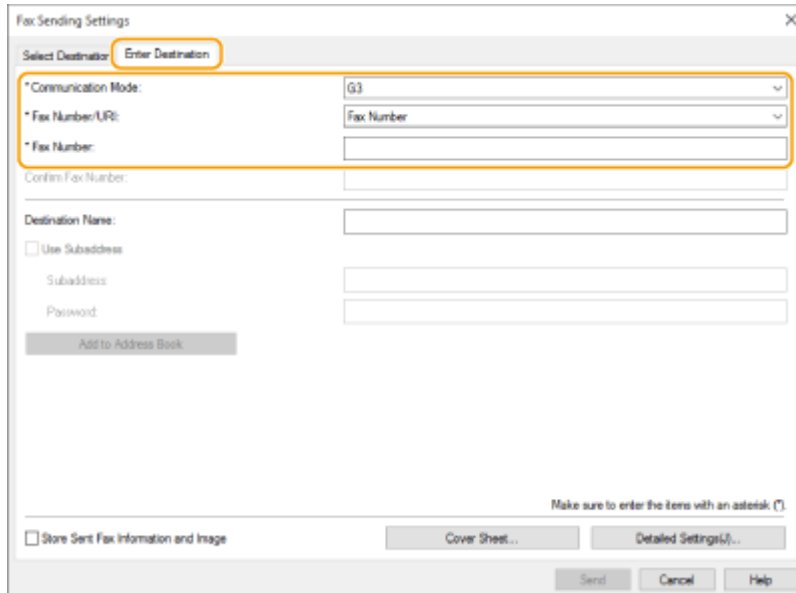 Fax Sending Settings
Select Destination Enter Destination
* Communication Mode: G3
* Fax Number/URI: Fax Number
* Fax Number:
Confirm Fax Number:
Destination Name:
Use Subaddress
Subaddress:
Password:
Add to Address Book
Make sure to enter the items with an asterisk (*).
Store Sent Fax Information and Image Cover Sheet... Detailed Settings(J)...
Send Cancel Help